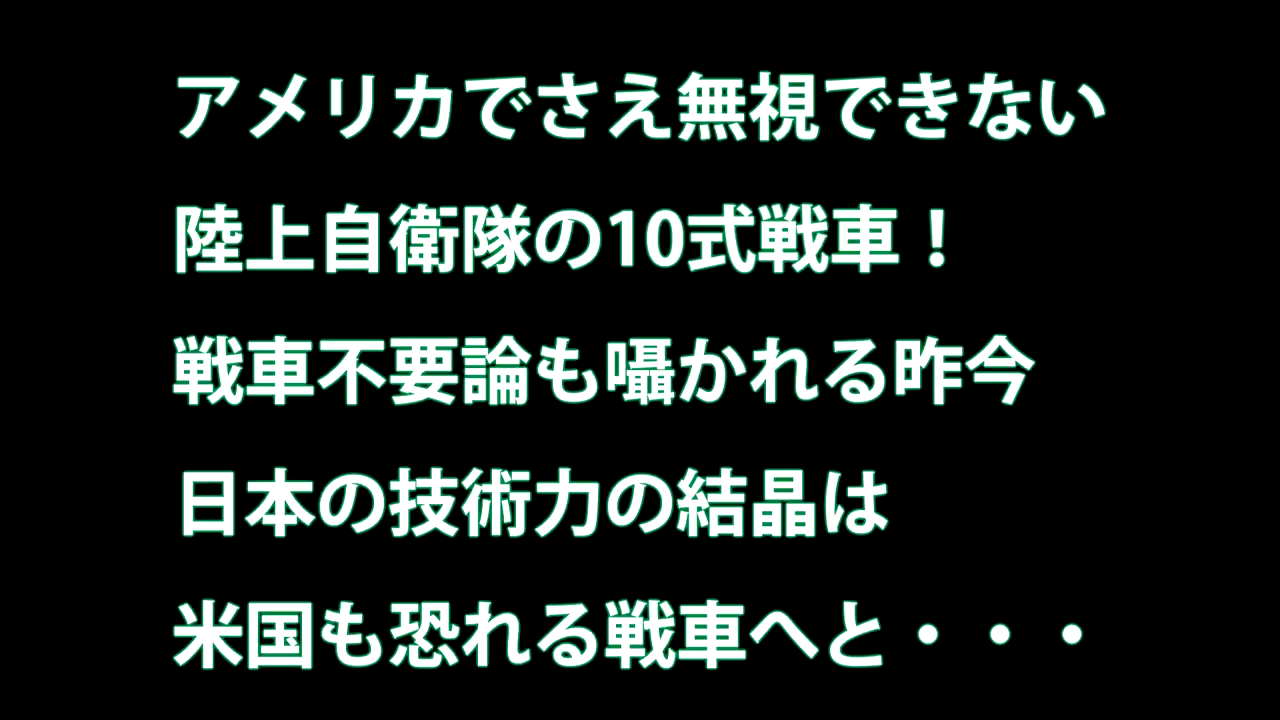 アメリカでさえ無視できない
陸上自衛隊の10式戦車！
戦車不要論も囁かれる昨今
日本の技術力の結晶は
米国も恐れる戦車へと・・・